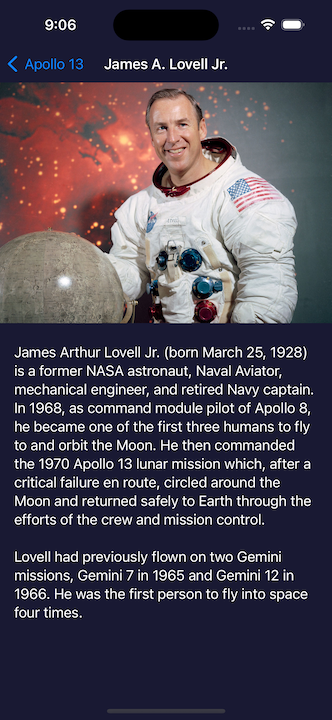 9:06
Apollo 13
James A. Lovell Jr.
James Arthur Lovell Jr. (born March 25, 1928)
is a former NASA astronaut, Naval Aviator,
mechanical engineer, and retired Navy captain.
In 1968, as command module pilot of Apollo 8,
he became one of the first three humans to fly
to and orbit the Moon. He then commanded
the 1970 Apollo 13 lunar mission which, after a
critical failure en route, circled around the
Moon and returned safely to Earth through the
efforts of the crew and mission control.
Lovell had previously flown on two Gemini
missions, Gemini 7 in 1965 and Gemini 12 in
1966. He was the first person to fly into space
four times.